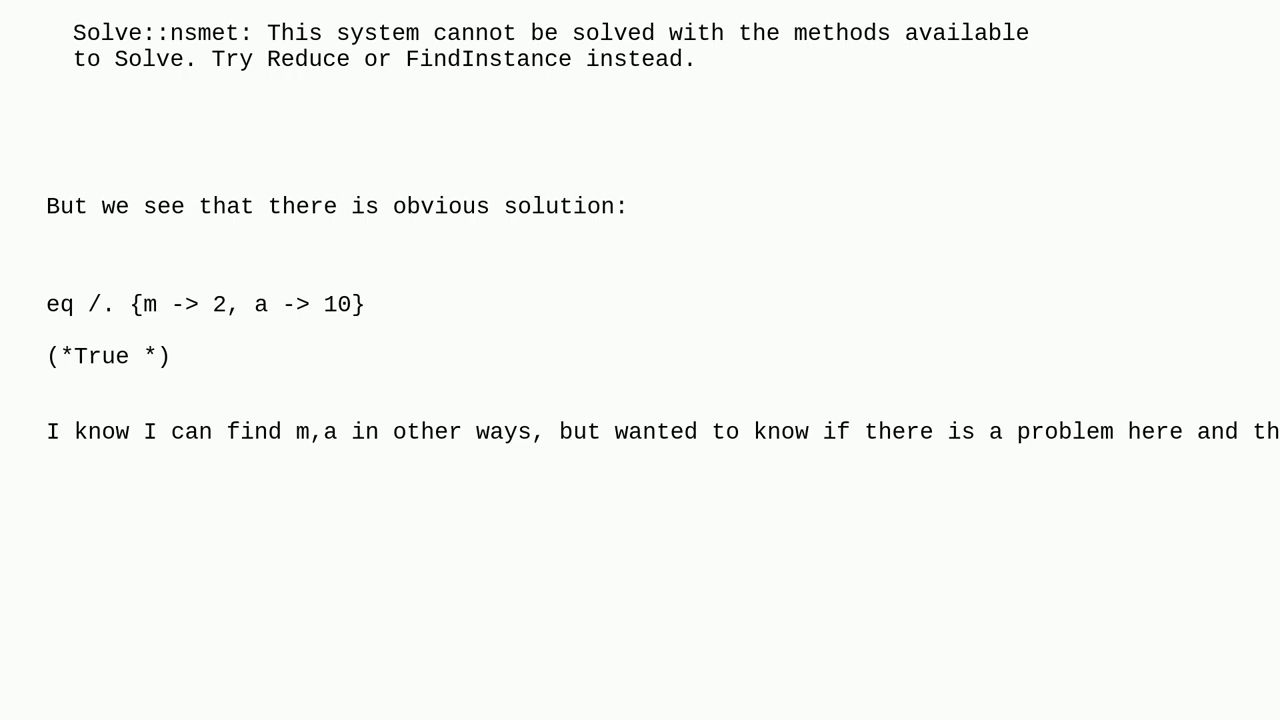 Solve::nsmet: This system cannot be solved with the methods available
to Solve. Try Reduce or FindInstance instead.
But we see that there is obvious solution:
eq /. {m -> 2, a -> 10}
(*True *)
I know I can find m,a in other ways, but wanted to know if there is a problem here and